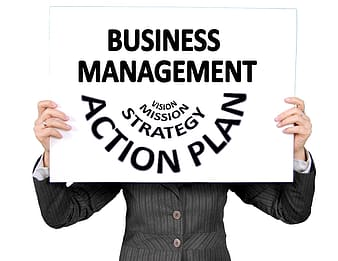 BUSINESS
MANAGEMENT
VISION
MISSION
STRATEGY
ACTION PLAN